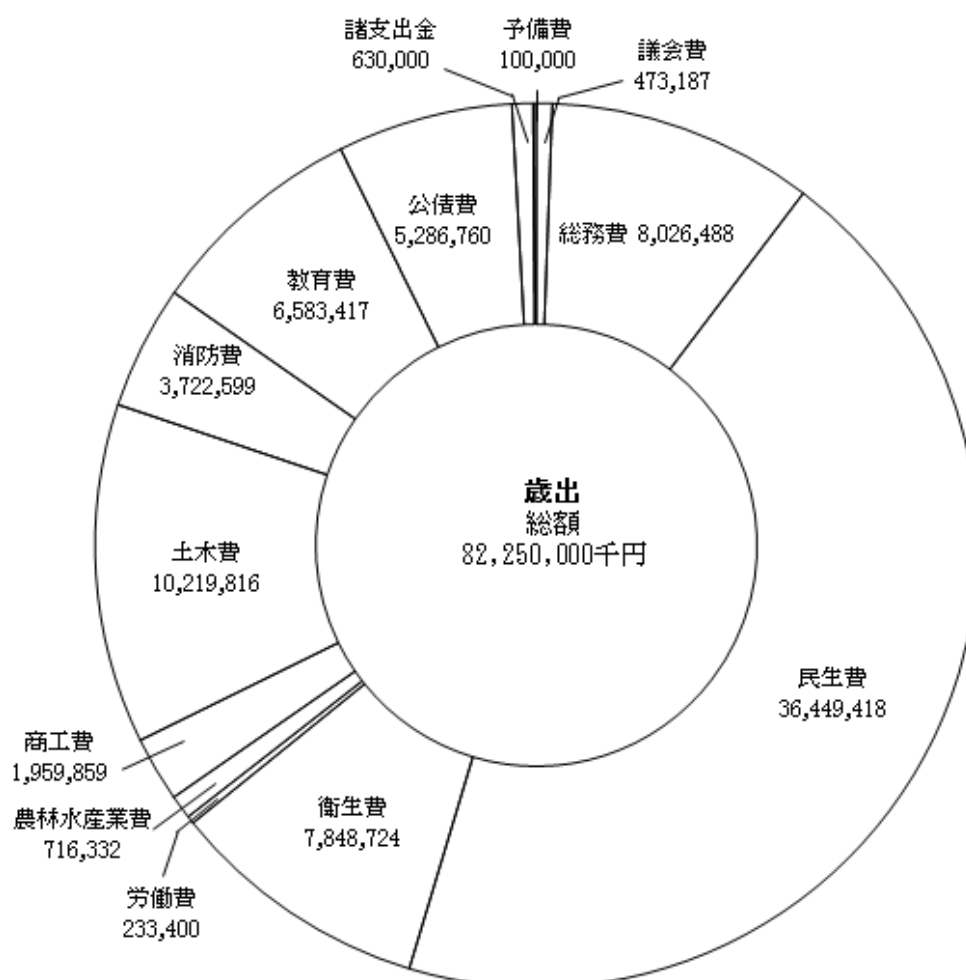 諸支出金
630,000
予備費
100,000
議会費
473,187
公債費
5,286,760
総務費 8,026,488
教育費
6,583,417
消防費
3,722,599
歳出
総額
82,250,000千円
土木費
10,219,816
民生費
36,449,418
商工費
1,959,859
農林水産業費
716,332
衛生費
7,848,724
労働費
233,400